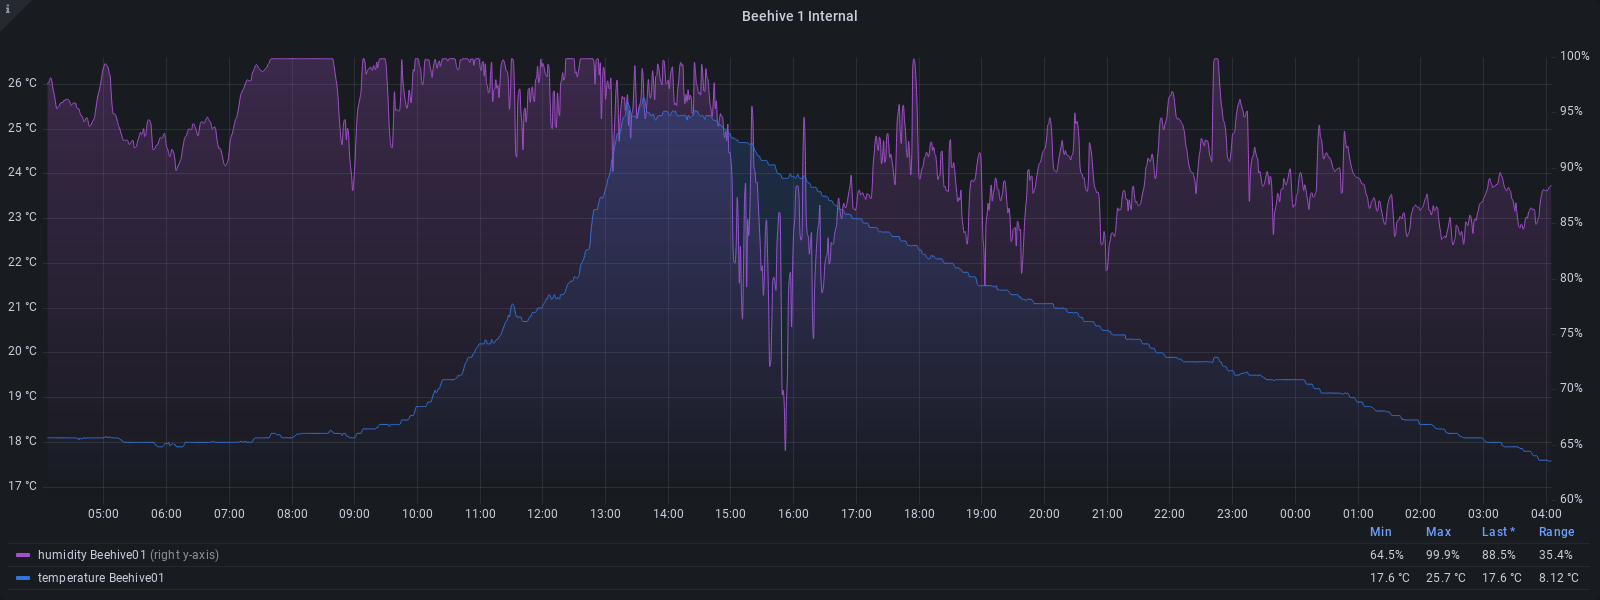 i
Beehive 1 Internal
26 °C
25 °C
24 °C
23 °C
22 °C
21 °C
20 °C
19 °C
18 °C
17 °C
100%
95%
90%
85%
80%
75%
70%
65%
60%
05:00 06:00 07:00 08:00 09:00 10:00 11:00 12:00 13:00 14:00 15:00 16:00 17:00 18:00 19:00 20:00 21:00 22:00 23:00 00:00 01:00 02:00 03:00 04:00
Min Max Last * Range
humidity Beehive01 (right y-axis) 64.5% 99.9% 88.5% 35.4%
temperature Beehive01 17.6 °C 25.7 °C 17.6 °C 8.12 °C